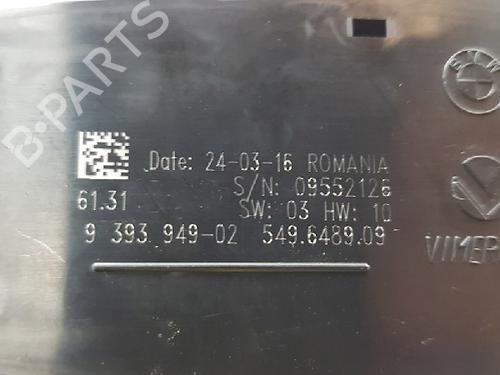 B-PARTS
BMW
Date: 24-03-16 ROMANIA
S/N: 09552126
61.31 SW: 03 HW: 10
9 393 949-02 549.6489.09